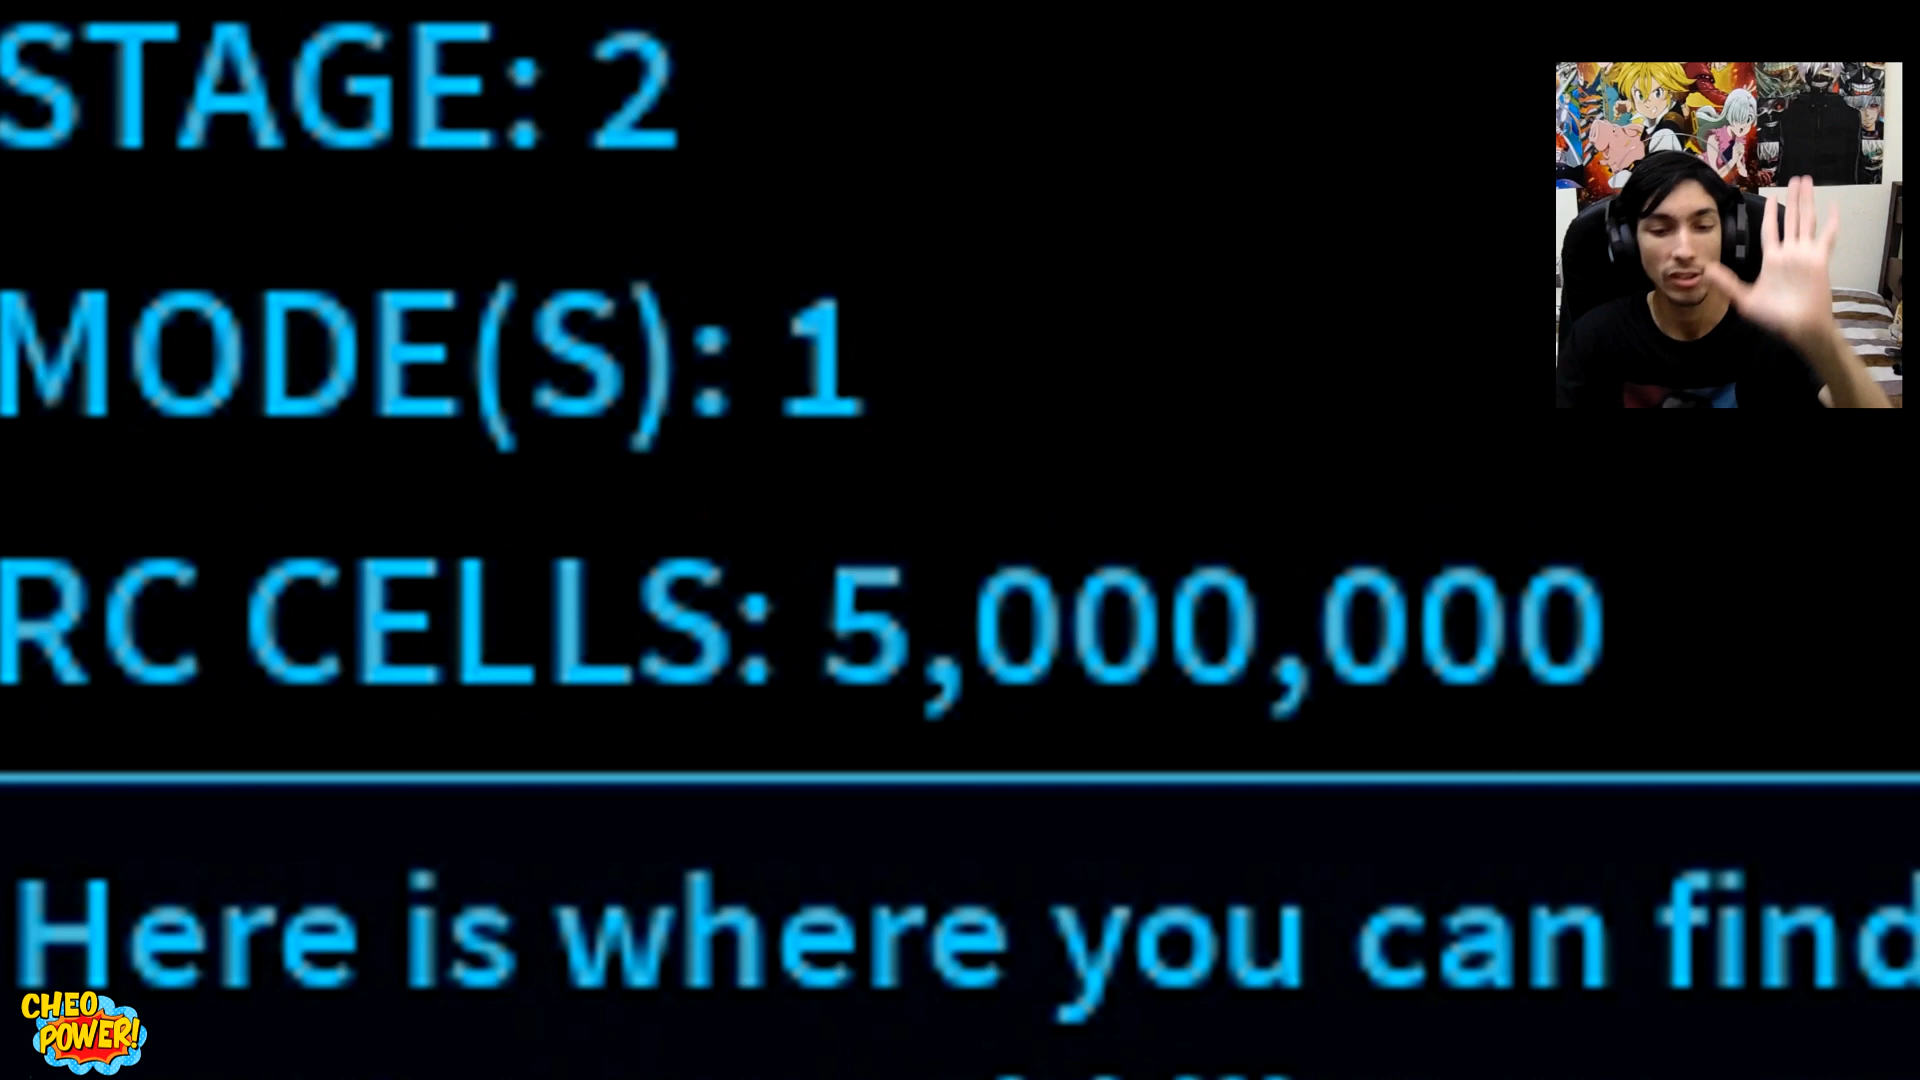 STAGE: 2
MODE(S): 1
RC CELLS: 5,000,000
Here is where you can find
CHEO
POWER!